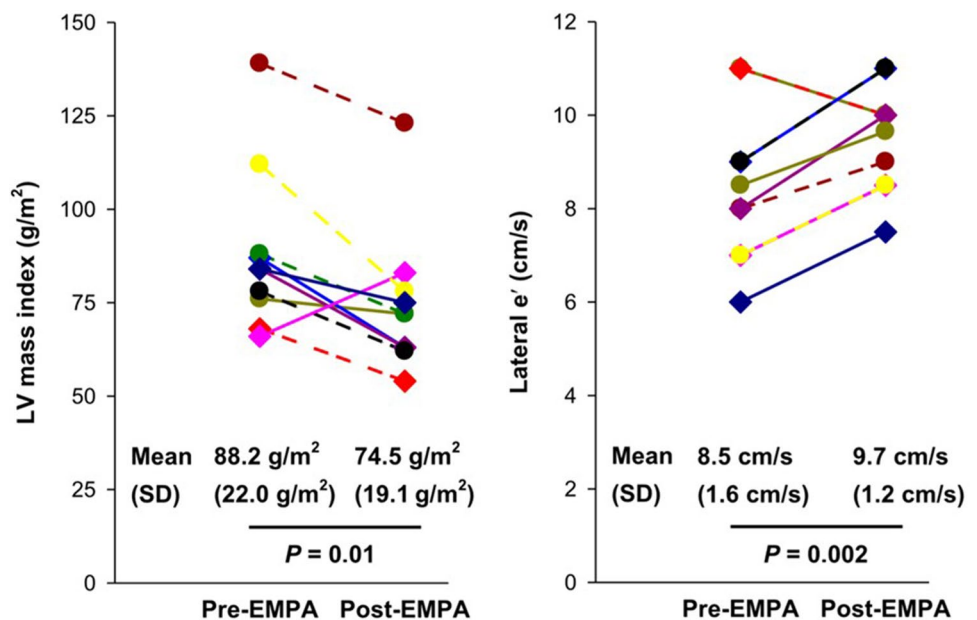 LV mass index (g/m²)
150
125
100
75
50
25
0
Mean 88.2 g/m² 74.5 g/m²
(SD) (22.0 g/m²) (19.1 g/m²)
P = 0.01
Pre-EMPA Post-EMPA
Lateral e′ (cm/s)
12
10
8
6
4
2
0
Mean 8.5 cm/s 9.7 cm/s
(SD) (1.6 cm/s) (1.2 cm/s)
P = 0.002
Pre-EMPA Post-EMPA